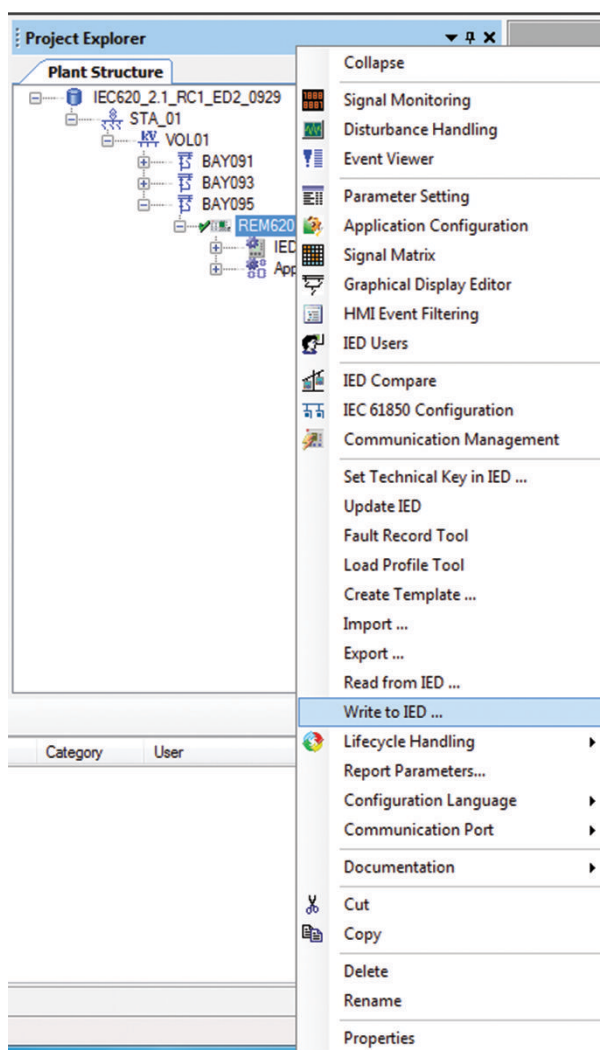 Project Explorer
Plant Structure
IEC620_2.1_RC1_ED2_0929
STA_01
VOL01
BAY091
BAY093
BAY095
REM620
IED
App
Category User
Collapse
Signal Monitoring
Disturbance Handling
Event Viewer
Parameter Setting
Application Configuration
Signal Matrix
Graphical Display Editor
HMI Event Filtering
IED Users
IED Compare
IEC 61850 Configuration
Communication Management
Set Technical Key in IED ...
Update IED
Fault Record Tool
Load Profile Tool
Create Template ...
Import ...
Export ...
Read from IED ...
Write to IED ...
Lifecycle Handling
Report Parameters...
Configuration Language
Communication Port
Documentation
Cut
Copy
Delete
Rename
Properties